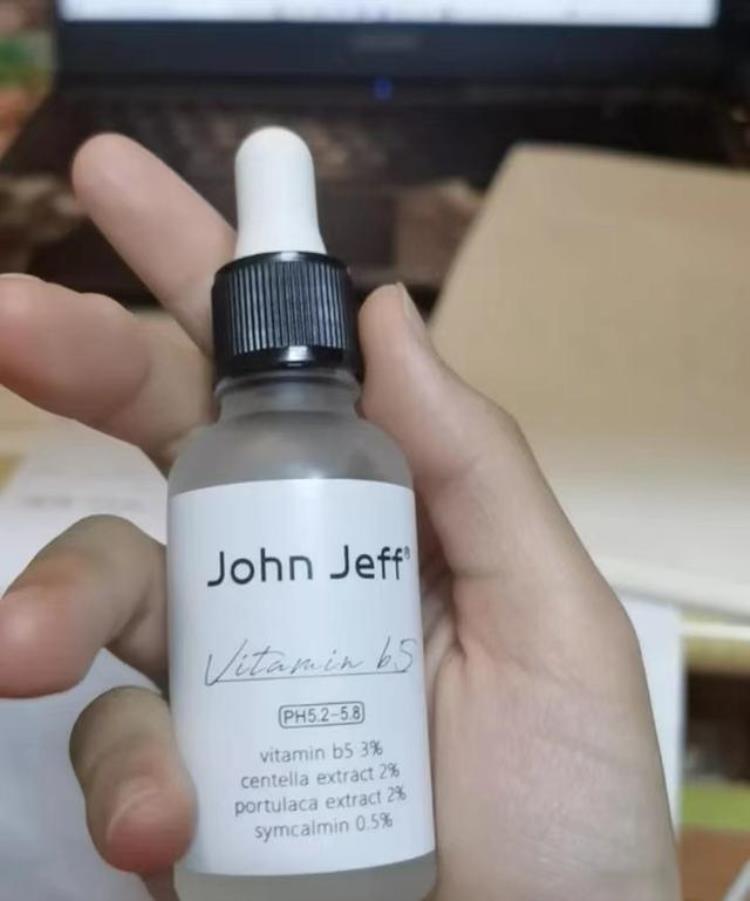 John Jeff®
Vitamin b5
PH5.2-5.8
vitamin b5 3%
centella extract 2%
portulaca extract 2%
symcalmin 0.5%